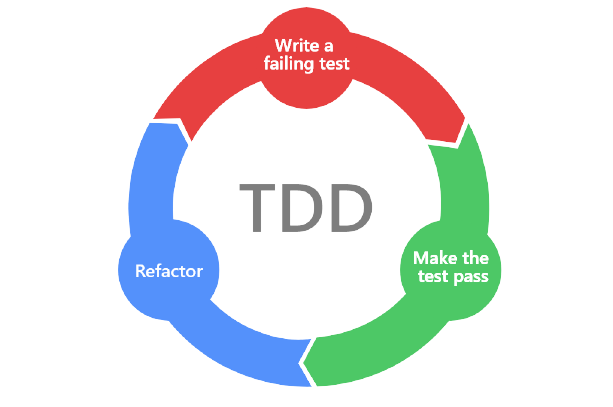 Write a
failing test
TDD
Refactor
Make the
test pass